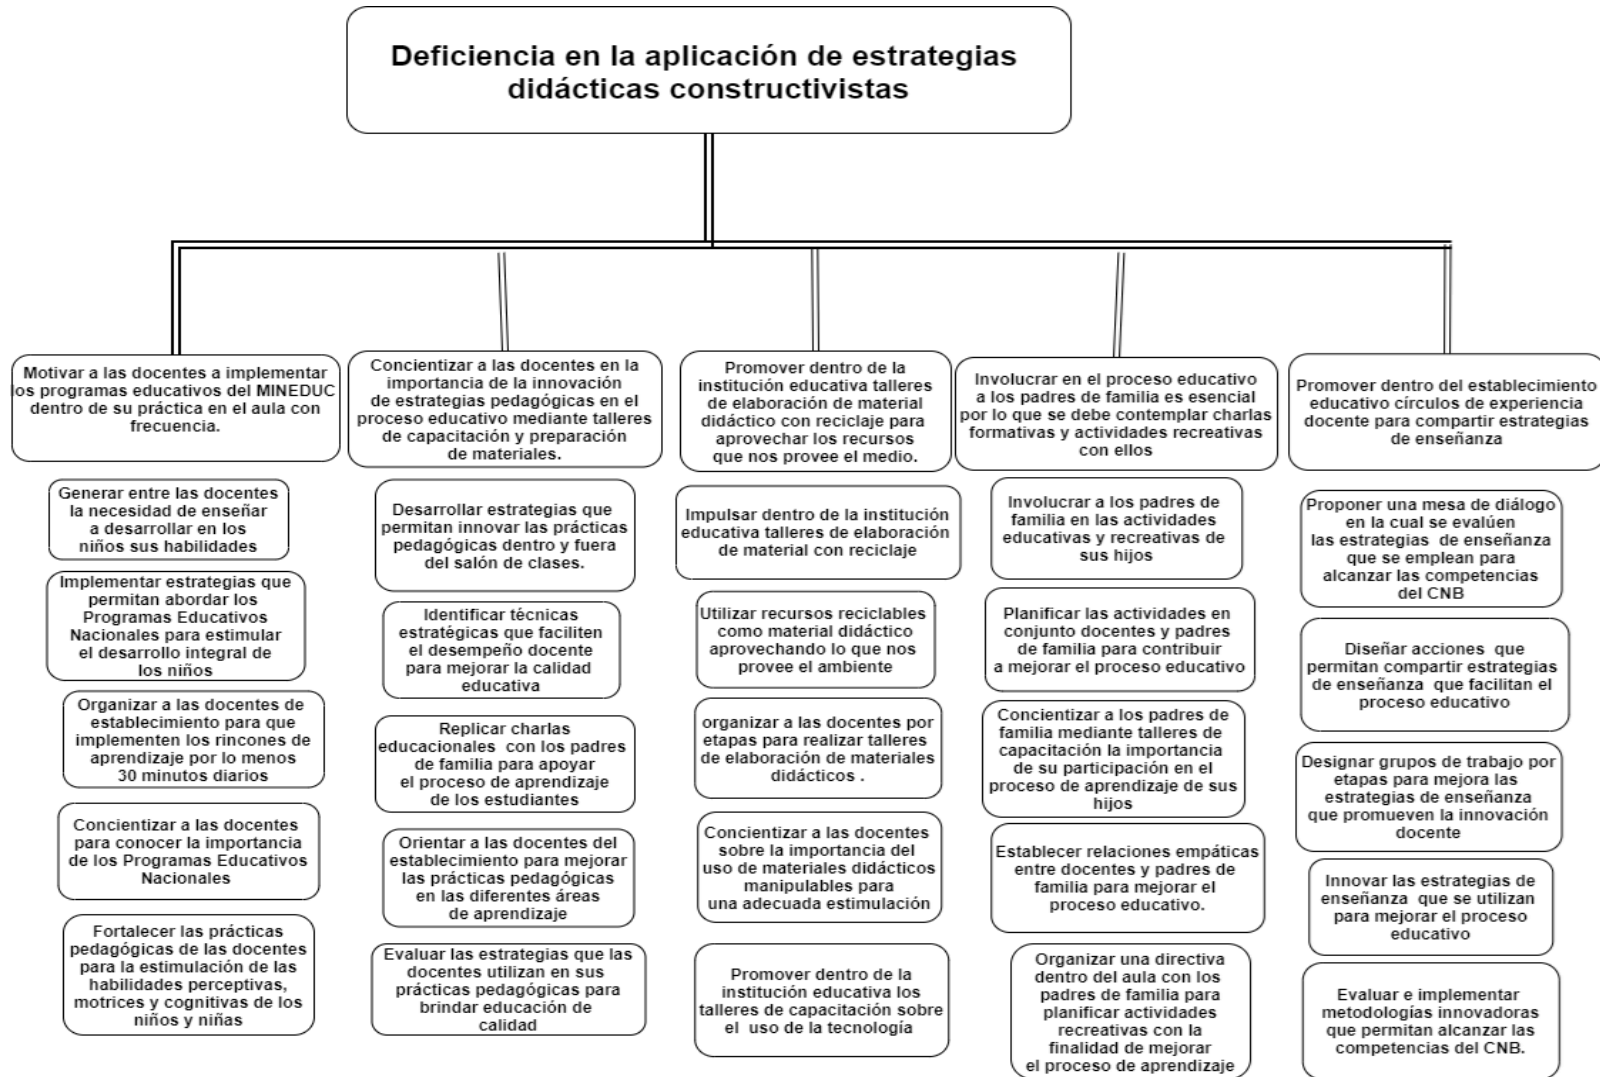 Deficiencia en la aplicación de estrategias
didácticas constructivistas
Motivar a las docentes a implementar
los programas educativos del MINEDUC
dentro de su práctica en el aula con
frecuencia.
Generar entre las docentes
la necesidad de enseñar
a desarrollar en los
niños sus habilidades
Implementar estrategias que
permitan abordar los
Programas Educativos
Nacionales para estimular
el desarrollo integral de
los niños
Organizar a las docentes de
establecimiento para que
implementen los rincones de
aprendizaje por lo menos
30 minutos diarios
Concientizar a las docentes
para conocer la importancia
de los Programas Educativos
Nacionales
Fortalecer las prácticas
pedagógicas de las docentes
para la estimulación de las
habilidades perceptivas,
motrices y cognitivas de los
niños y niñas
Concientizar a las docentes en la
importancia de la innovación
de estrategias pedagógicas en el
proceso educativo mediante talleres
de capacitación y preparación
de materiales.
Desarrollar estrategias que
permitan innovar las prácticas
pedagógicas dentro y fuera
del salón de clases.
Identificar técnicas
estratégicas que faciliten
el desempeño docente
para mejorar la calidad
educativa
Replicar charlas
educacionales con los padres
de familia para apoyar
el proceso de aprendizaje
de los estudiantes
Orientar a las docentes del
establecimiento para mejorar
las prácticas pedagógicas
en las diferentes áreas
de aprendizaje
Evaluar las estrategias que las
docentes utilizan en sus
prácticas pedagógicas para
brindar educación de
calidad
Promover dentro de la
institución educativa talleres
de elaboración de material
didáctico con reciclaje para
aprovechar los recursos
que nos provee el medio.
Impulsar dentro de la institución
educativa talleres de elaboración
de material con reciclaje
Utilizar recursos reciclables
como material didáctico
aprovechando lo que nos
provee el ambiente
organizar a las docentes por
etapas para realizar talleres
de elaboración de materiales
didácticos .
Concientizar a las docentes
sobre la importancia del
uso de materiales didácticos
manipulables para
una adecuada estimulación
Promover dentro de la
institución educativa los
talleres de capacitación sobre
el uso de la tecnología
Involucrar en el proceso educativo
a los padres de familia es esencial
por lo que se debe contemplar charlas
formativas y actividades recreativas
con ellos
Involucrar a los padres de
familia en las actividades
educativas y recreativas de
sus hijos
Planificar las actividades en
conjunto docentes y padres
de familia para contribuir
a mejorar el proceso educativo
Concientizar a los padres de
familia mediante talleres de
capacitación la importancia
de su participación en el
proceso de aprendizaje de sus
hijos
Establecer relaciones empáticas
entre docentes y padres de
familia para mejorar el
proceso educativo.
Organizar una directiva
dentro del aula con los
padres de familia para
planificar actividades
recreativas con la
finalidad de mejorar
el proceso de aprendizaje
Promover dentro del establecimiento
educativo círculos de experiencia
docente para compartir estrategias
de enseñanza
Proponer una mesa de diálogo
en la cual se evalúen
las estrategias de enseñanza
que se emplean para
alcanzar las competencias
del CNB
Diseñar acciones que
permitan compartir estrategias
de enseñanza que facilitan el
proceso educativo
Designar grupos de trabajo por
etapas para mejora las
estrategias de enseñanza
que promueven la innovación
docente
Innovar las estrategias de
enseñanza que se utilizan
para mejorar el proceso
educativo
Evaluar e implementar
metodologías innovadoras
que permitan alcanzar las
competencias del CNB.